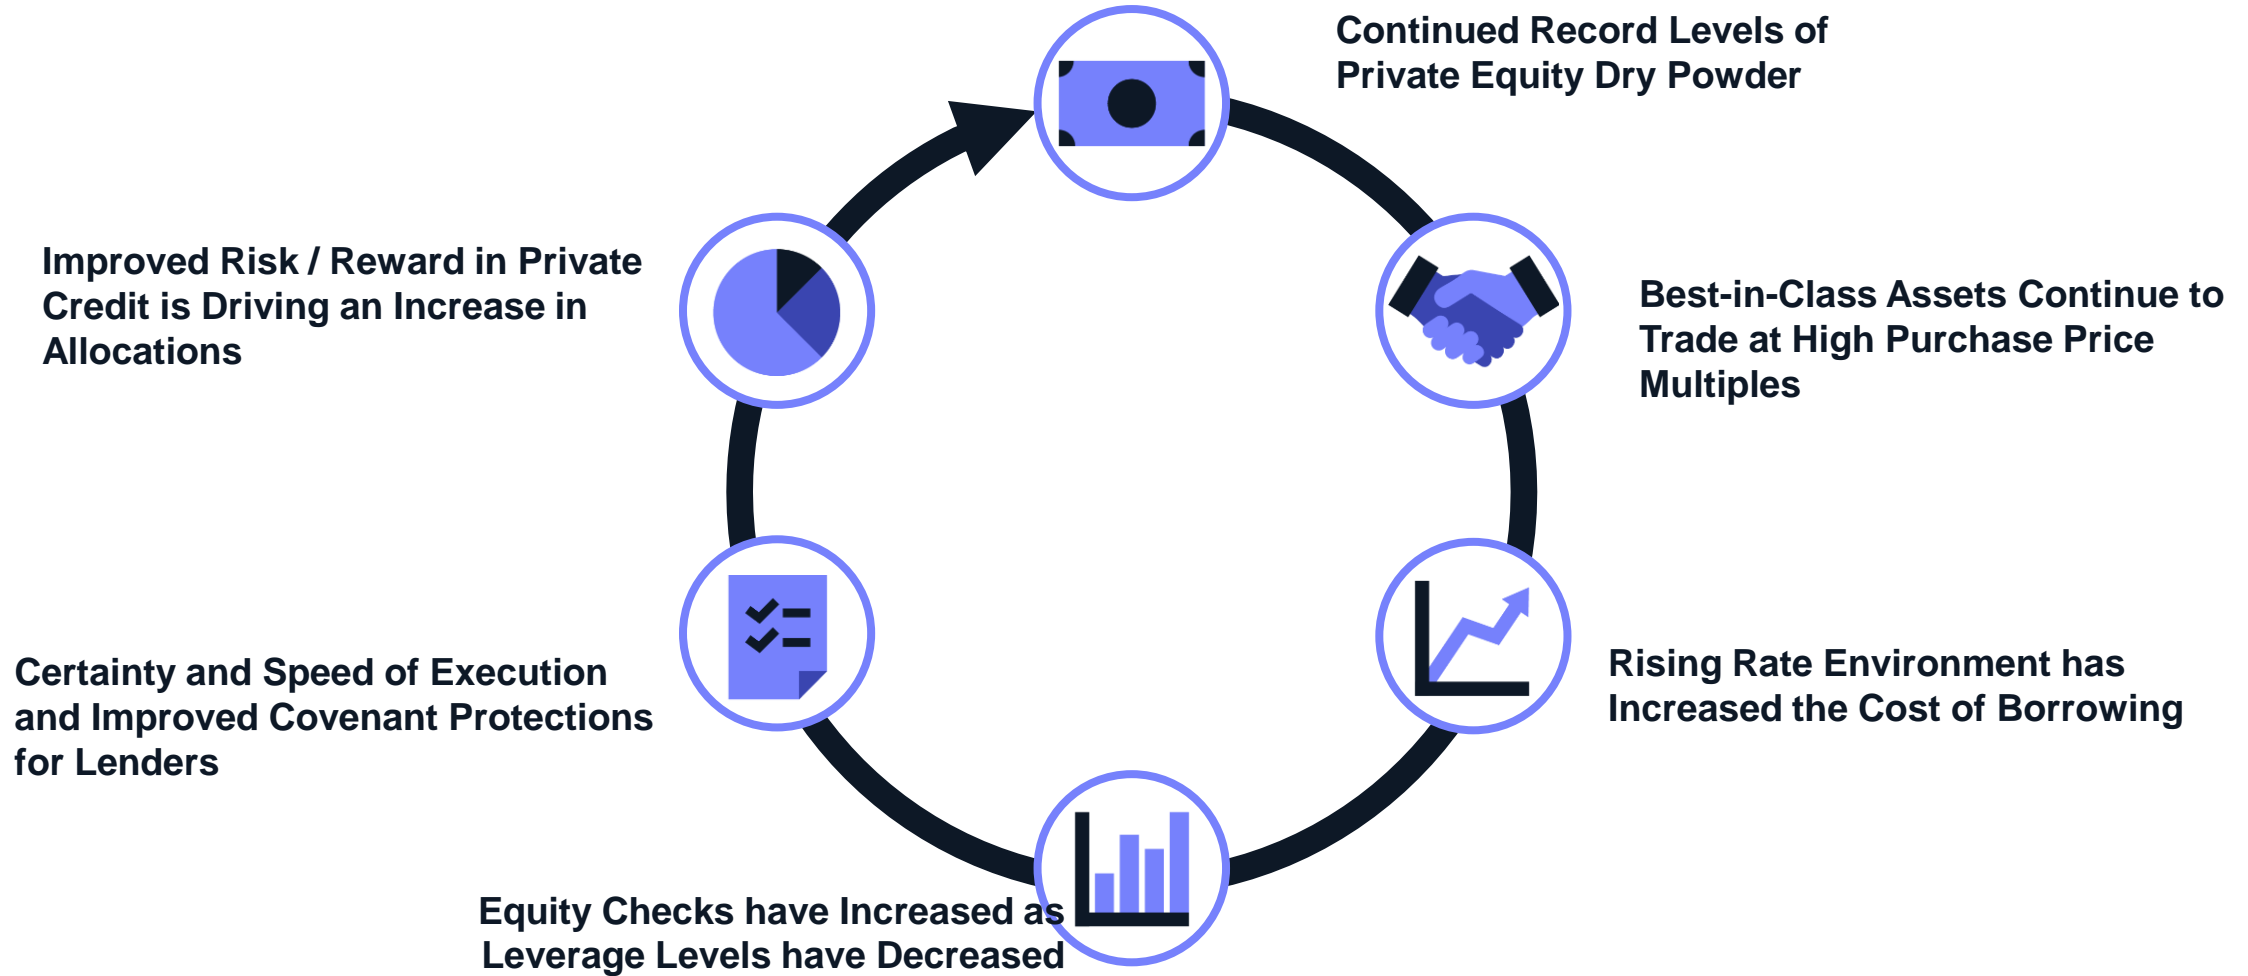 Continued Record Levels of
Private Equity Dry Powder
Best-in-Class Assets Continue to
Trade at High Purchase Price
Multiples
Rising Rate Environment has
Increased the Cost of Borrowing
Equity Checks have Increased as
Leverage Levels have Decreased
Certainty and Speed of Execution
and Improved Covenant Protections
for Lenders
Improved Risk / Reward in Private
Credit is Driving an Increase in
Allocations